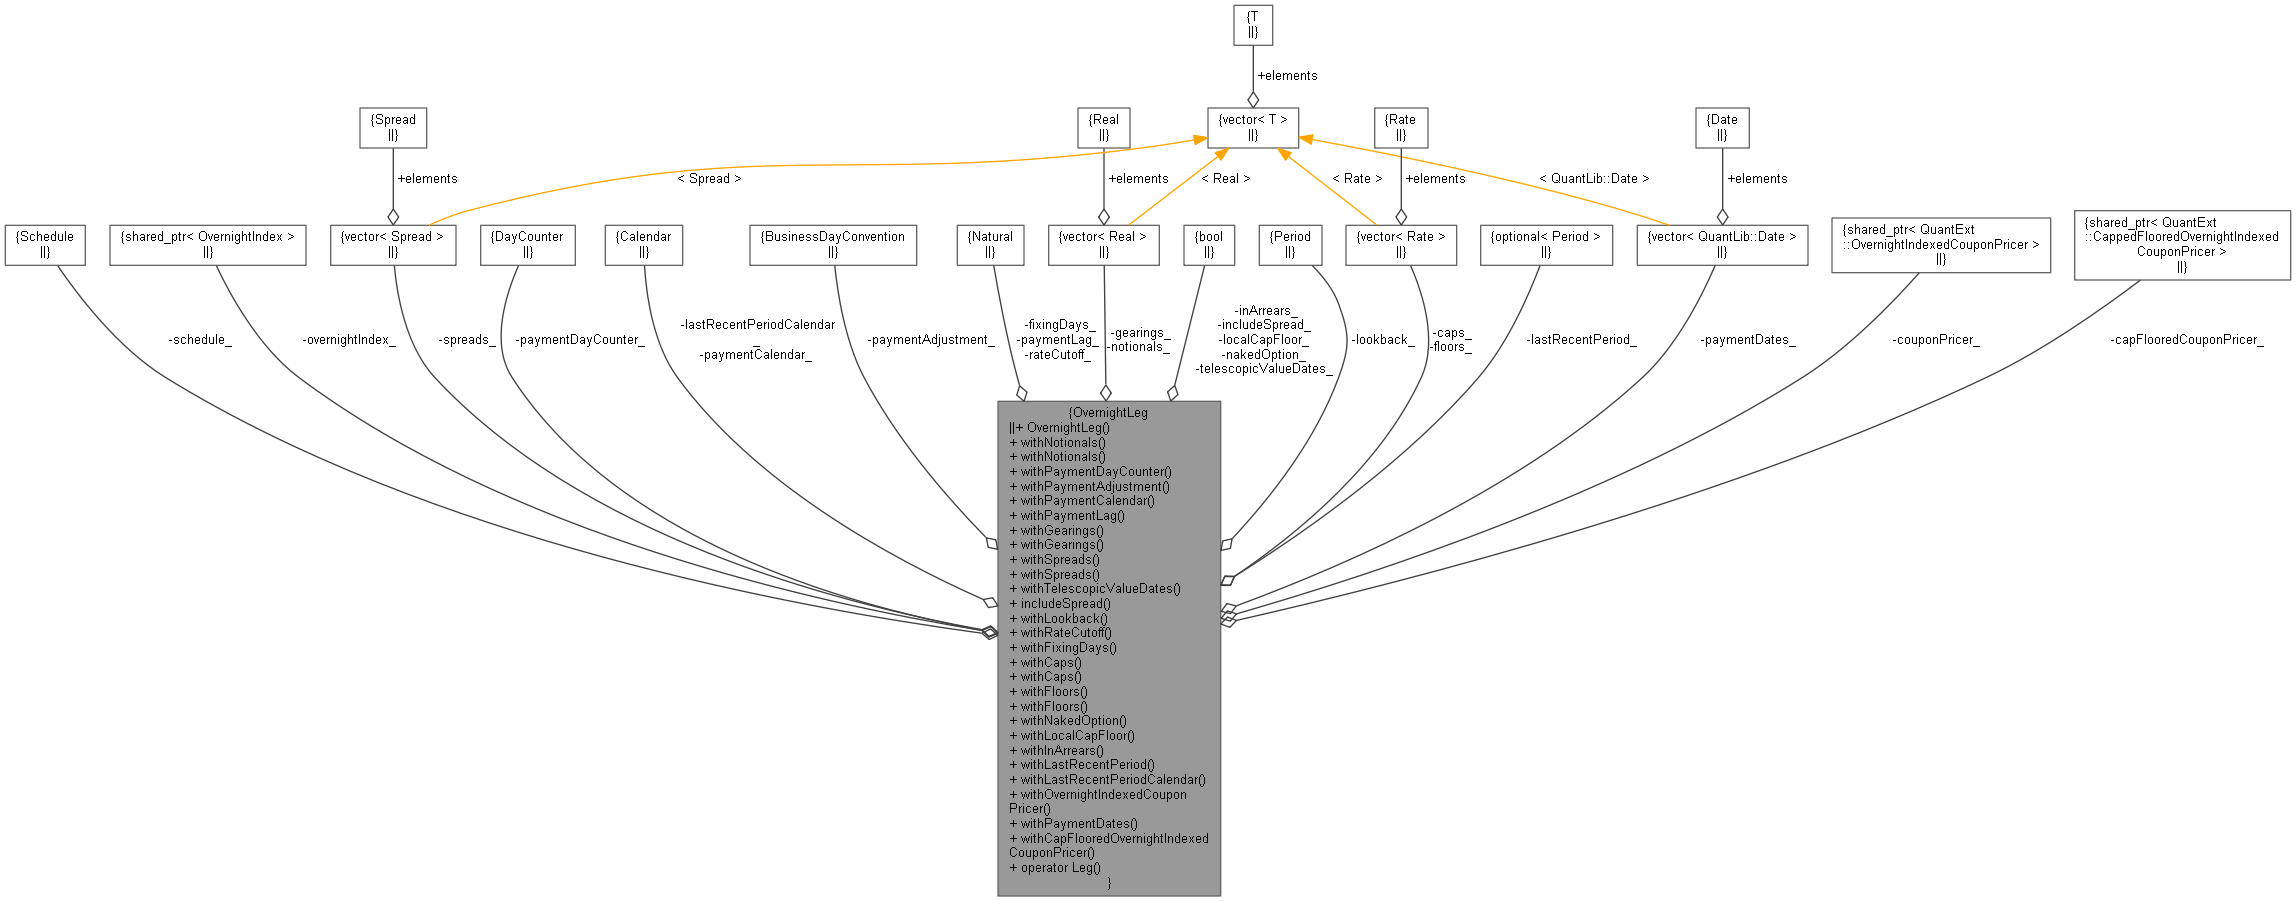 {T
||}
+elements
{Spread
||}
{Real
||}
{vector< T >
||}
{Rate
||}
{Date
||}
+elements
< Spread >
+elements
< Real >
< Rate >
+elements
< QuantLib::Date >
+elements
{Schedule
||}
{shared_ptr< OvernightIndex >
||}
{vector< Spread >
||}
{DayCounter
||}
{Calendar
||}
{BusinessDayConvention
||}
{Natural
||}
{vector< Real >
||}
{bool
||}
{Period
||}
{vector< Rate >
||}
{optional< Period >
||}
{vector< QuantLib::Date >
||}
{shared_ptr< QuantExt
::OvernightIndexedCouponPricer >
||}
{shared_ptr< QuantExt
::CappedFlooredOvernightIndexed
CouponPricer >
||}
-schedule_
-overnightIndex_
-spreads_
-paymentDayCounter_
-lastRecentPeriodCalendar
_
-paymentCalendar_
-paymentAdjustment_
-fixingDays_
-paymentLag_
-rateCutoff_
-gearings_
-notionals_
-inArrears_
-includeSpread_
-localCapFloor_
-nakedOption_
-telescopicValueDates_
-lookback_
-caps_
-floors_
-lastRecentPeriod_
-paymentDates_
-couponPricer_
-capFlooredCouponPricer_
{OvernightLeg
||+ OvernightLeg()
+ withNotionals()
+ withNotionals()
+ withPaymentDayCounter()
+ withPaymentAdjustment()
+ withPaymentCalendar()
+ withPaymentLag()
+ withGearings()
+ withGearings()
+ withSpreads()
+ withSpreads()
+ withTelescopicValueDates()
+ includeSpread()
+ withLookback()
+ withRateCutoff()
+ withFixingDays()
+ withCaps()
+ withCaps()
+ withFloors()
+ withFloors()
+ withNakedOption()
+ withLocalCapFloor()
+ withInArrears()
+ withLastRecentPeriod()
+ withLastRecentPeriodCalendar()
+ withOvernightIndexedCoupon
Pricer()
+ withPaymentDates()
+ withCapFlooredOvernightIndexed
CouponPricer()
+ operator Leg()
}